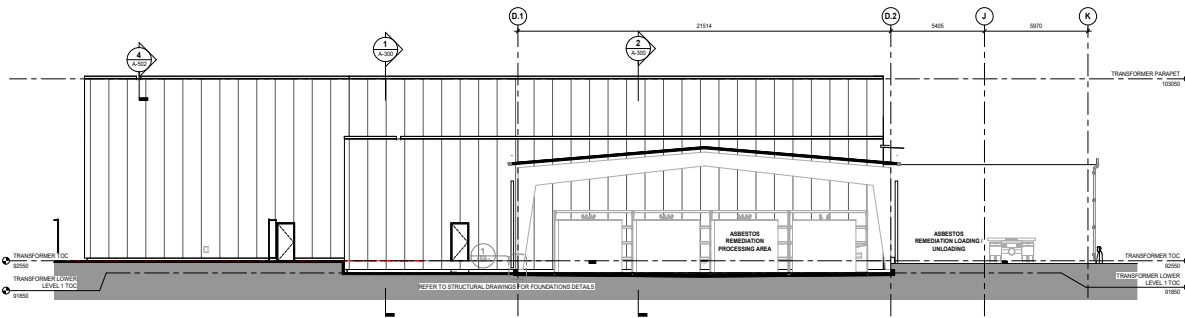 D.1
D.2
J
K
21514
5405
5970
4
A-502
1
A-300
2
A-300
TRANSFORMER PARAPET
103050
ASBESTOS
REMEDIATION
PROCESSING AREA
ASBESTOS
REMEDIATION LOADING /
UNLOADING
1
TRANSFORMER TOC
92550
TRANSFORMER LOWER
LEVEL 1 TOC
91850
TRANSFORMER TOC
92550
TRANSFORMER LOWER
LEVEL 1 TOC
91850
REFER TO STRUCTURAL DRAWINGS FOR FOUNDATIONS DETAILS